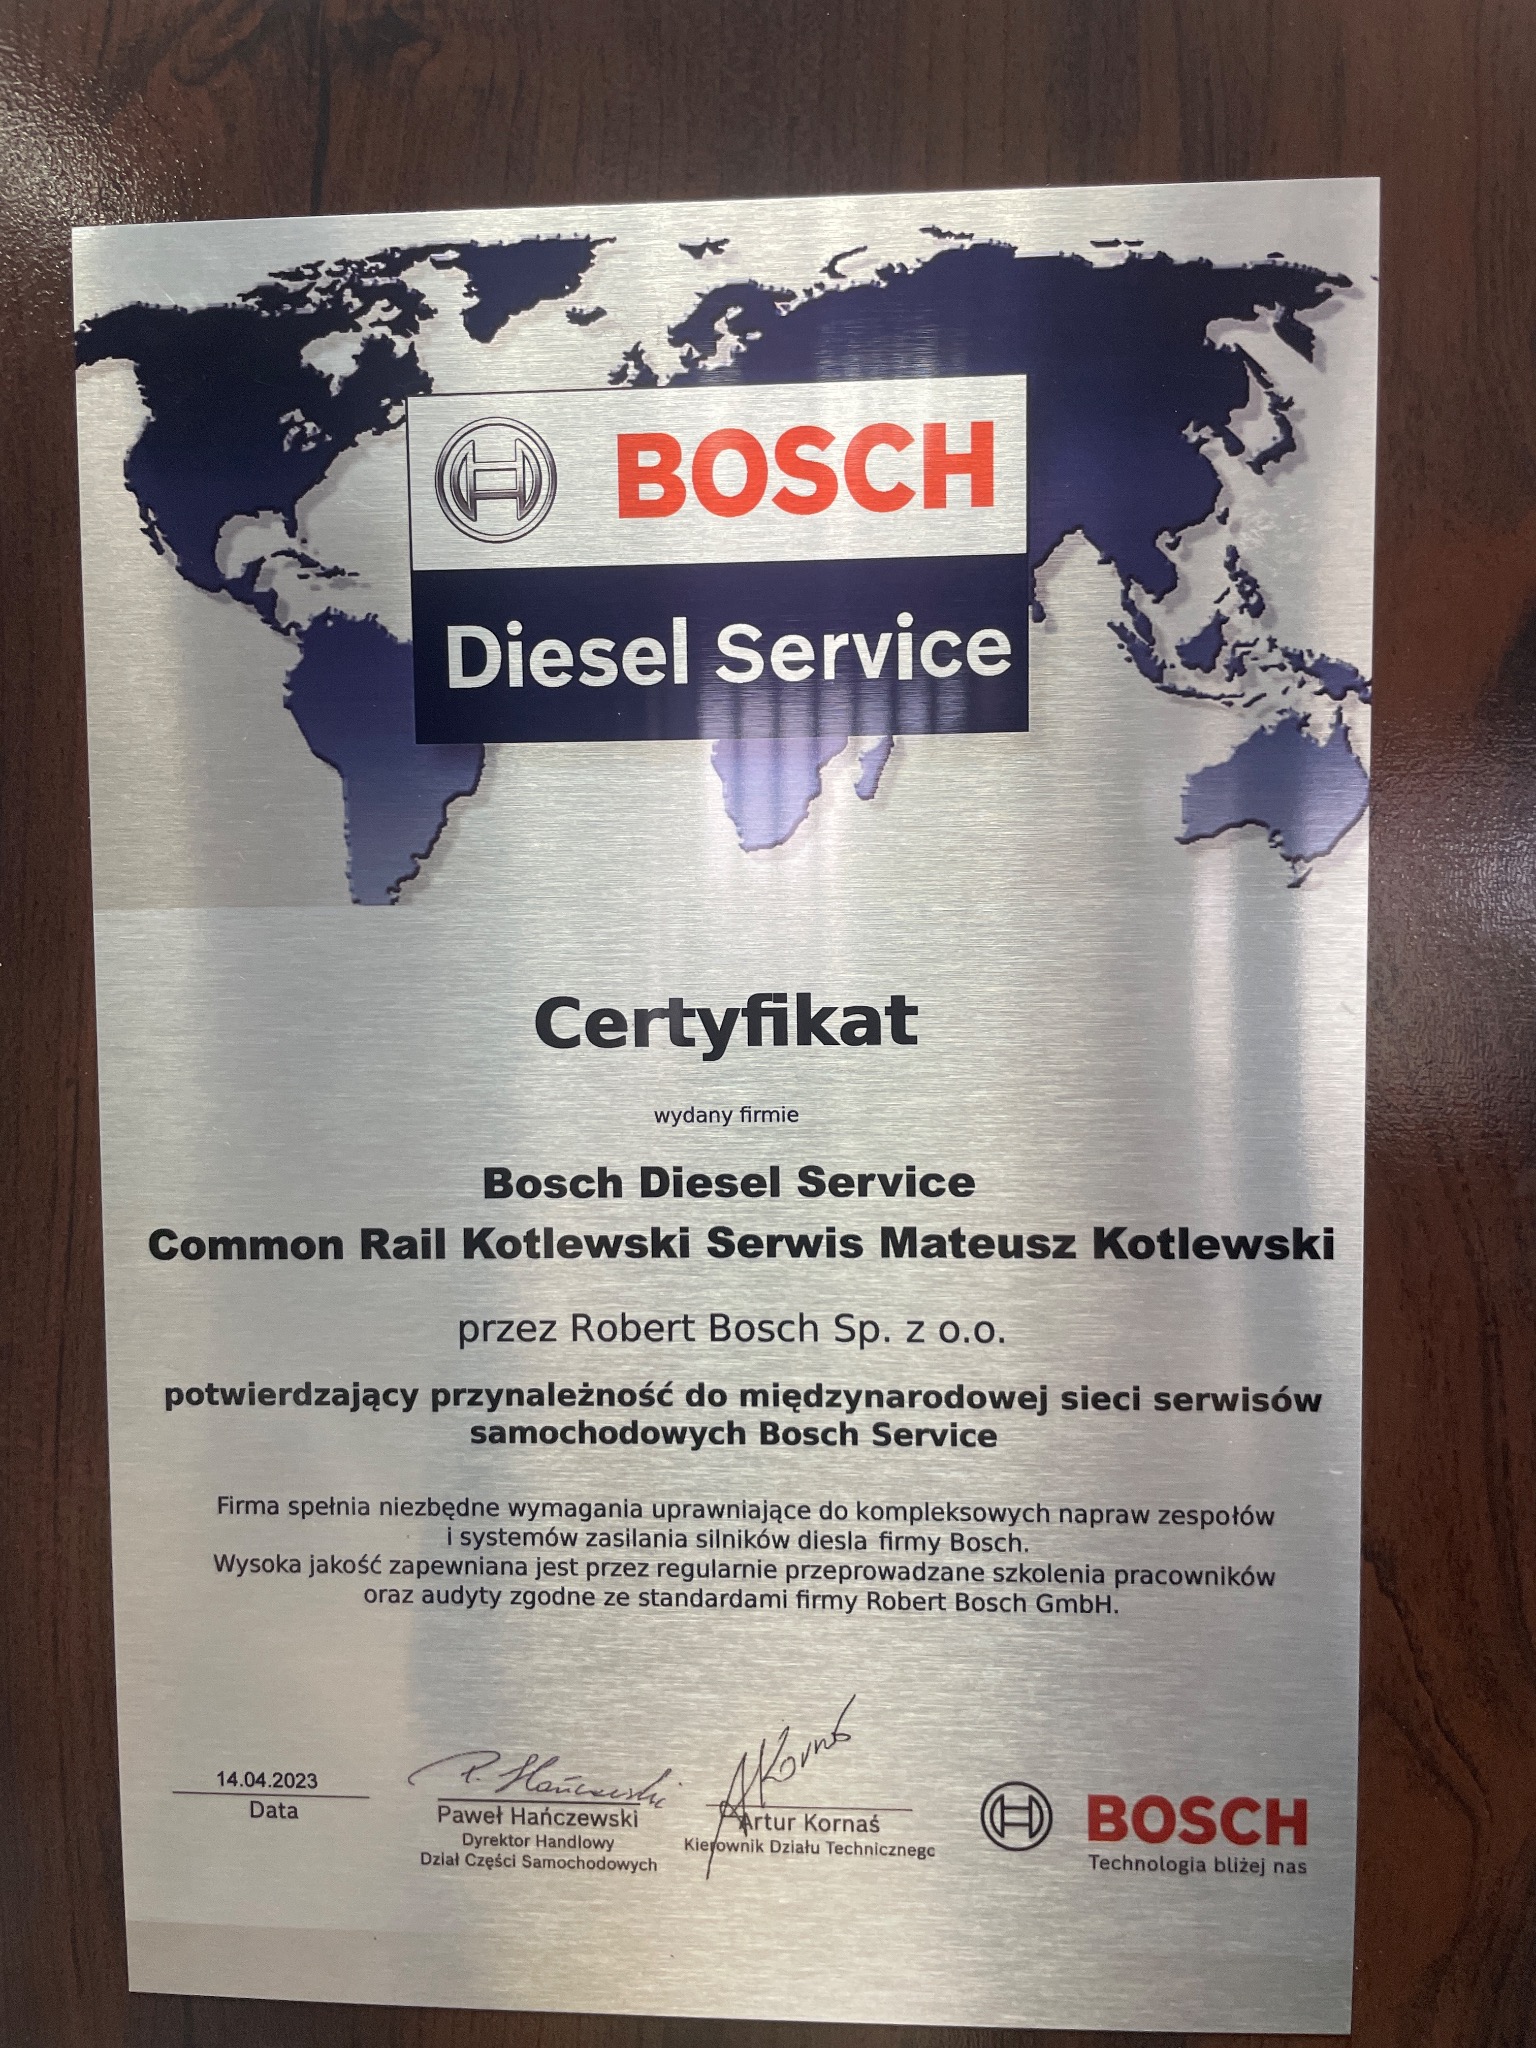 BOSCH
Diesel Service
Certyfikat
wydany firmie
Bosch Diesel Service
Common Rail Kotlewski Serwis Mateusz Kotlewski
przez Robert Bosch Sp. z o.o.
potwierdzający przynależność do międzynarodowej sieci serwisów
samochodowych Bosch Service
Firma spełnia niezbędne wymagania uprawniające do kompleksowych napraw zespołów
i systemów zasilania silników diesla firmy Bosch.
Wysoka jakość zapewniana jest przez regularnie przeprowadzane szkolenia pracowników
oraz audyty zgodne ze standardami firmy Robert Bosch GmbH.
14.04.2023
Data
P. Hańczewski
Paweł Hańczewski
Dyrektor Handlowy
Dział Części Samochodowych
AKornaś
Artur Kornaś
Kierownik Działu Technicznego
BOSCH
Technologia bliżej nas